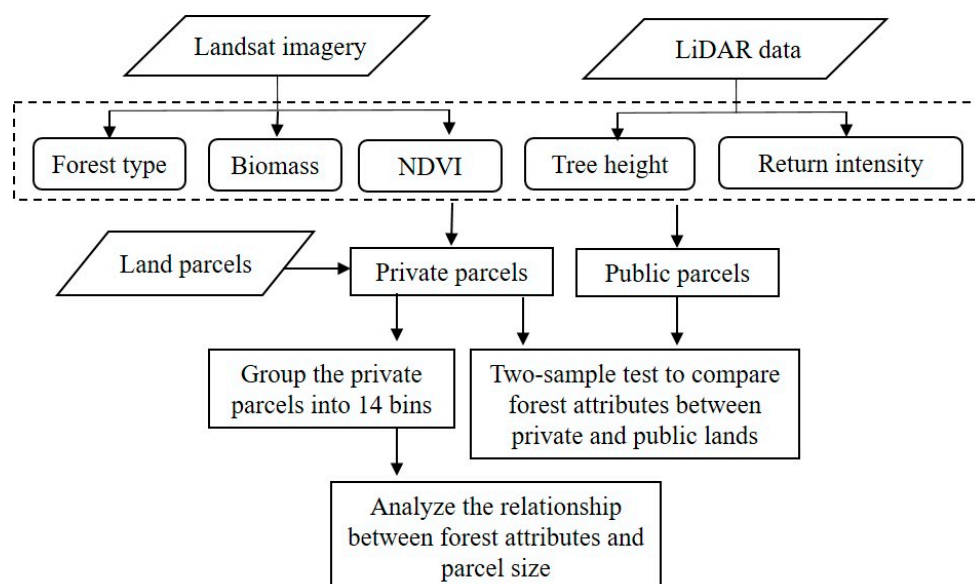 Landsat imagery
LiDAR data
Forest type
Biomass
NDVI
Tree height
Return intensity
Land parcels
Private parcels
Public parcels
Group the private
parcels into 14 bins
Two-sample test to compare
forest attributes between
private and public lands
Analyze the relationship
between forest attributes and
parcel size